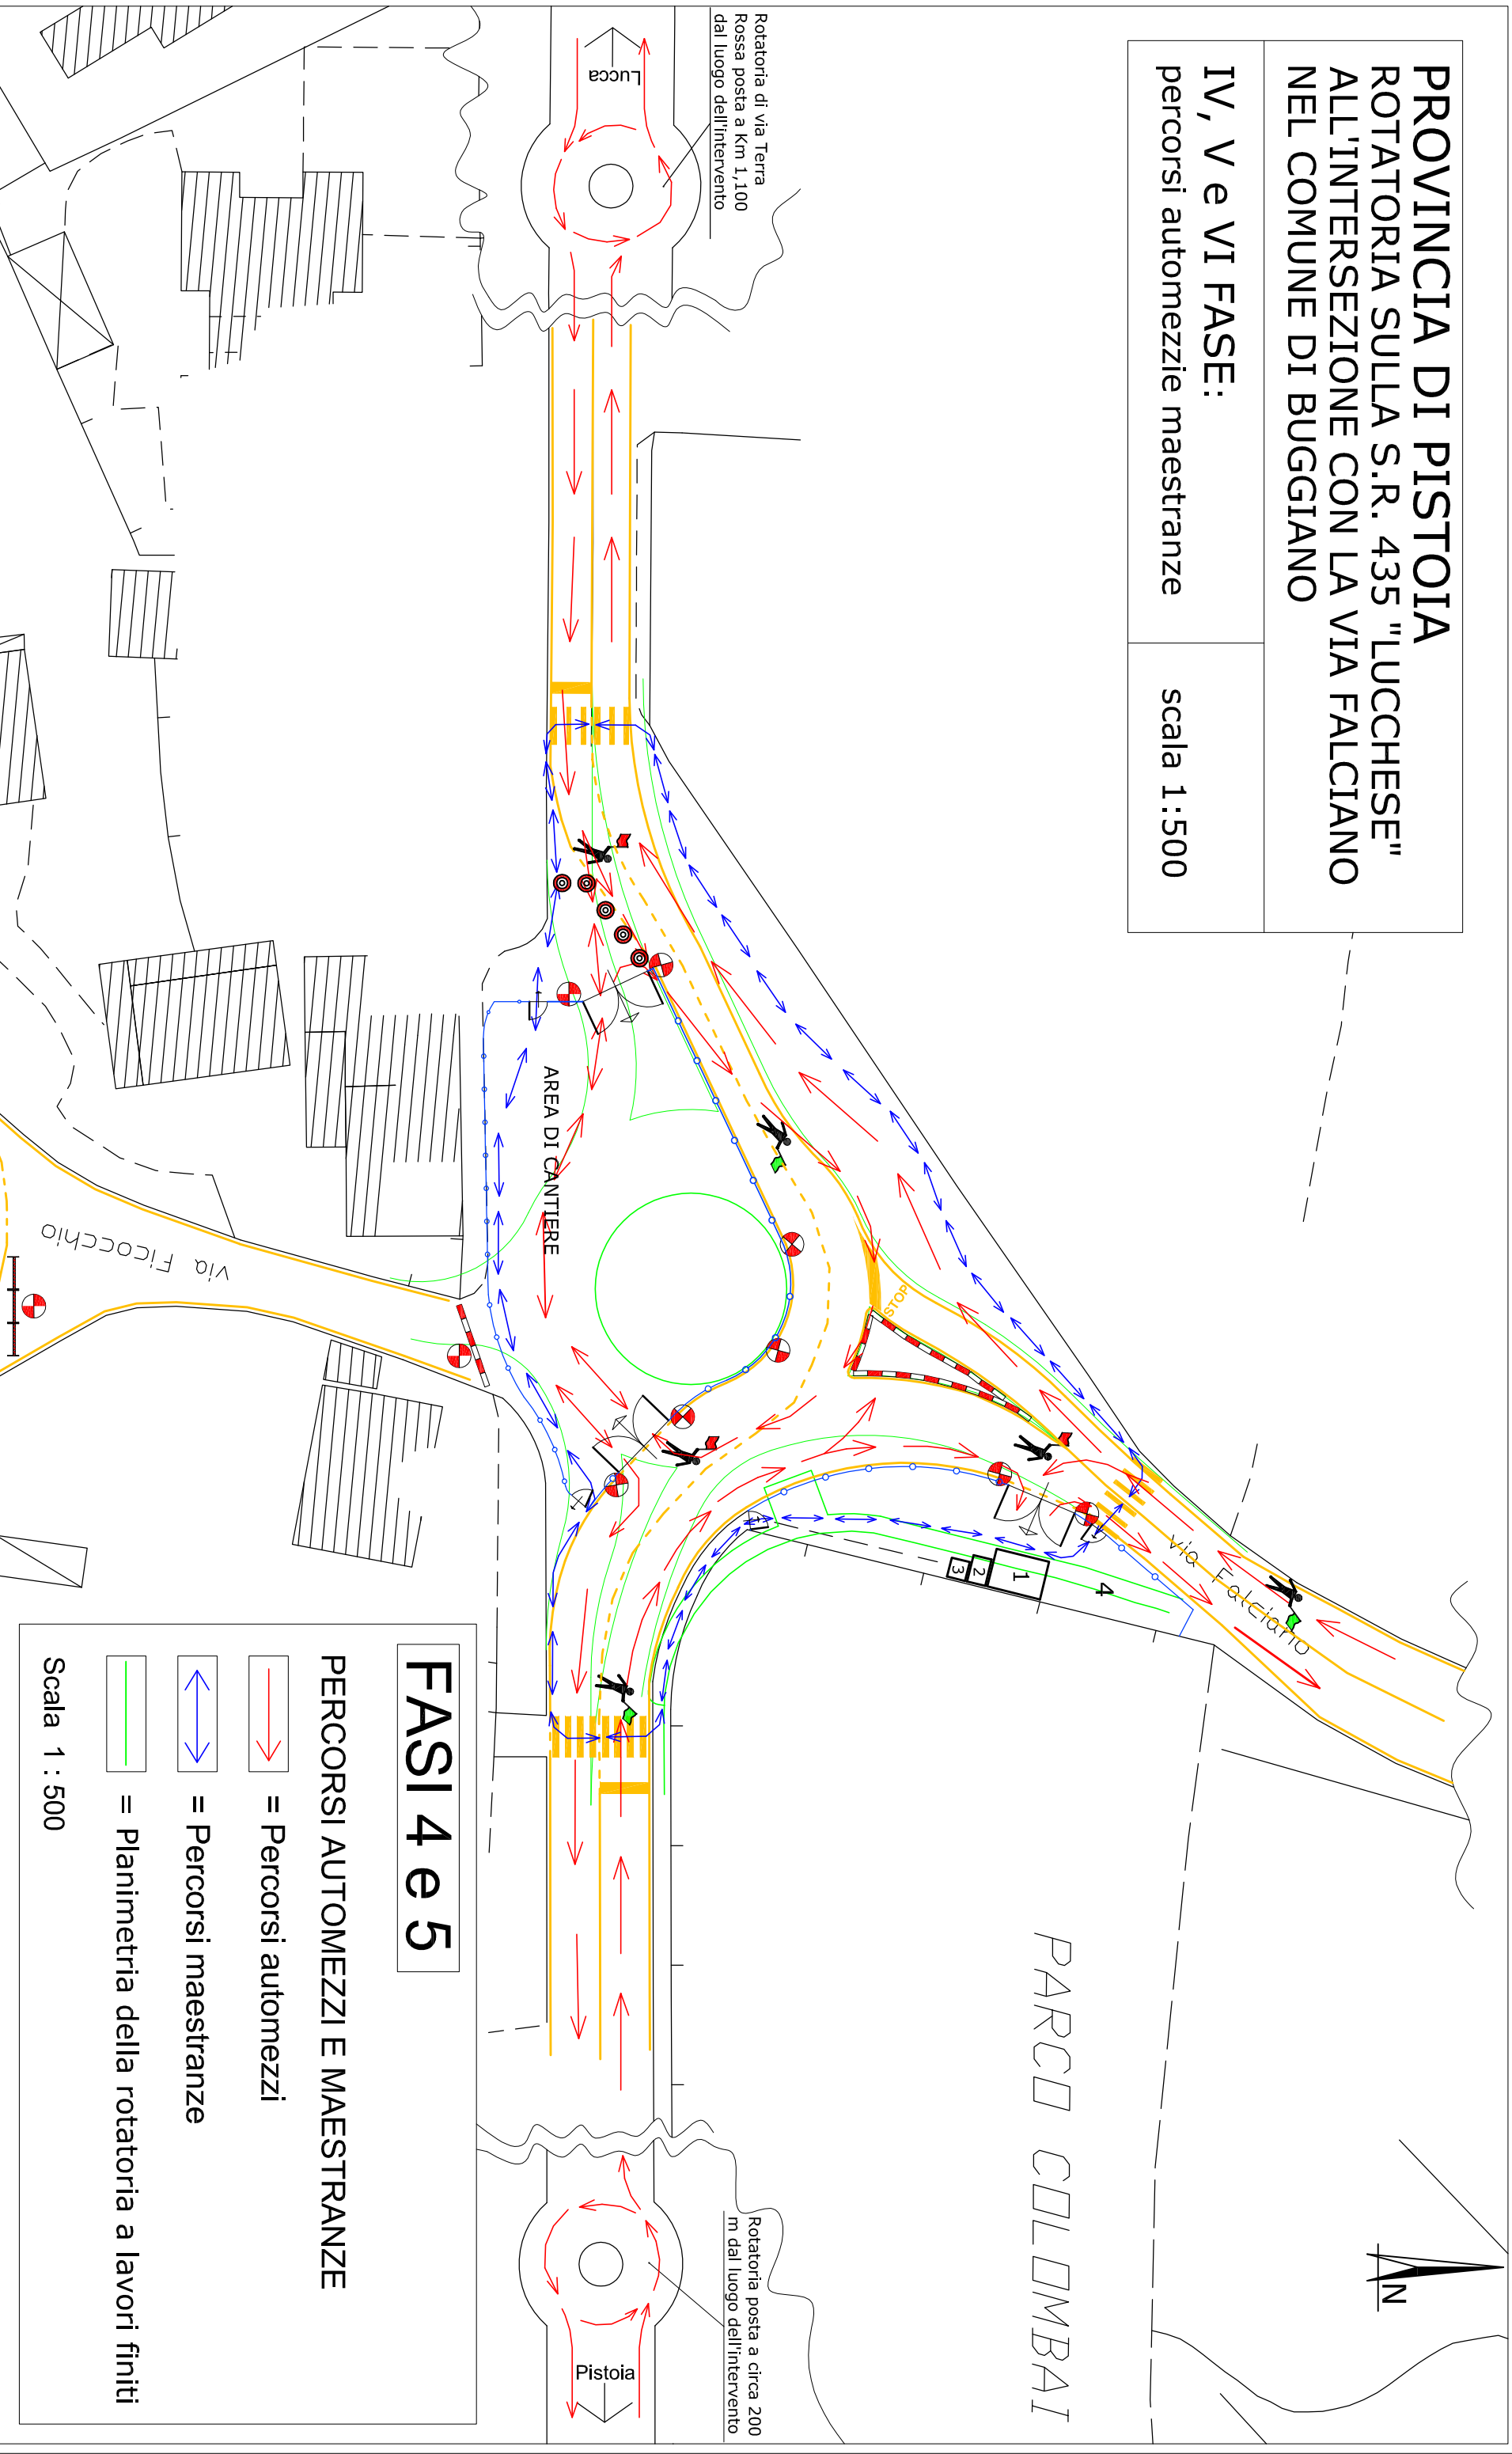 PROVINCIA DI PISTOIA
ROTATORIA SULLA S.R. 435 "LUCCHESE"
ALL'INTERSEZIONE CON LA VIA FALCIANO
NEL COMUNE DI BUGGIANO
IV, V e VI FASE:
percorsi automezzie maestranze
scala 1:500
N
PARCO COLOMBAI
Rotatoria di via Terra
Rossa posta a Km 1,100
dal luogo dell'intervento
Lucca
via Falciano
STOP
1
2
3
4
AREA DI CANTIERE
via Ficocchio
Rotatoria posta a circa 200
m dal luogo dell'intervento
Pistoia
FASI 4 e 5
PERCORSI AUTOMEZZI E MAESTRANZE
= Percorsi automezzi
= Percorsi maestranze
= Planimetria della rotatoria a lavori finiti
Scala 1 : 500